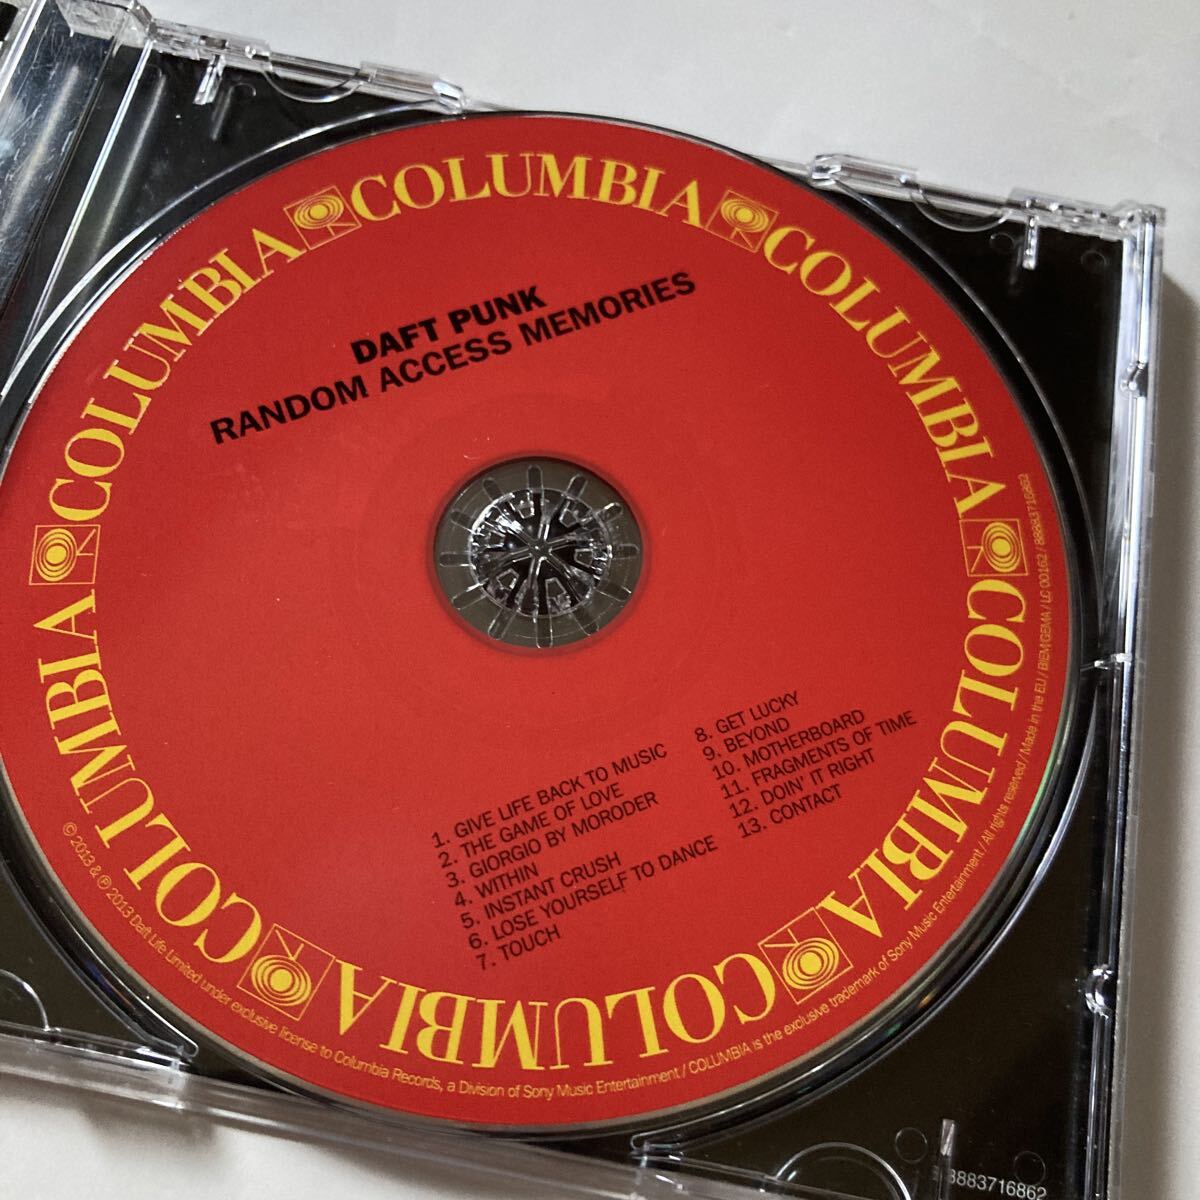 COLUMBIA COLUMBIA COLUMBIA COLUMBIA COLUMBIA COLUMBIA COLUMBIA
DAFT PUNK
RANDOM ACCESS MEMORIES
1. GIVE LIFE BACK TO MUSIC
2. THE GAME OF LOVE
3. GIORGIO BY MORODER
4. WITHIN
5. INSTANT CRUSH
6. LOSE YOURSELF TO DANCE
7. TOUCH
8. GET LUCKY
9. BEYOND
10. MOTHERBOARD
11. FRAGMENTS OF TIME
12. DOIN' IT RIGHT
13. CONTACT
© 2013 & ℗ 2013 Daft Life Limited under exclusive license to Columbia Records, a Division of Sony Music Entertainment / COLUMBIA is the exclusive trademark of Sony Music Entertainment / All rights reserved / Made in the EU / BIEM/GEMA / LC 00162 / 88883716862
88883716862